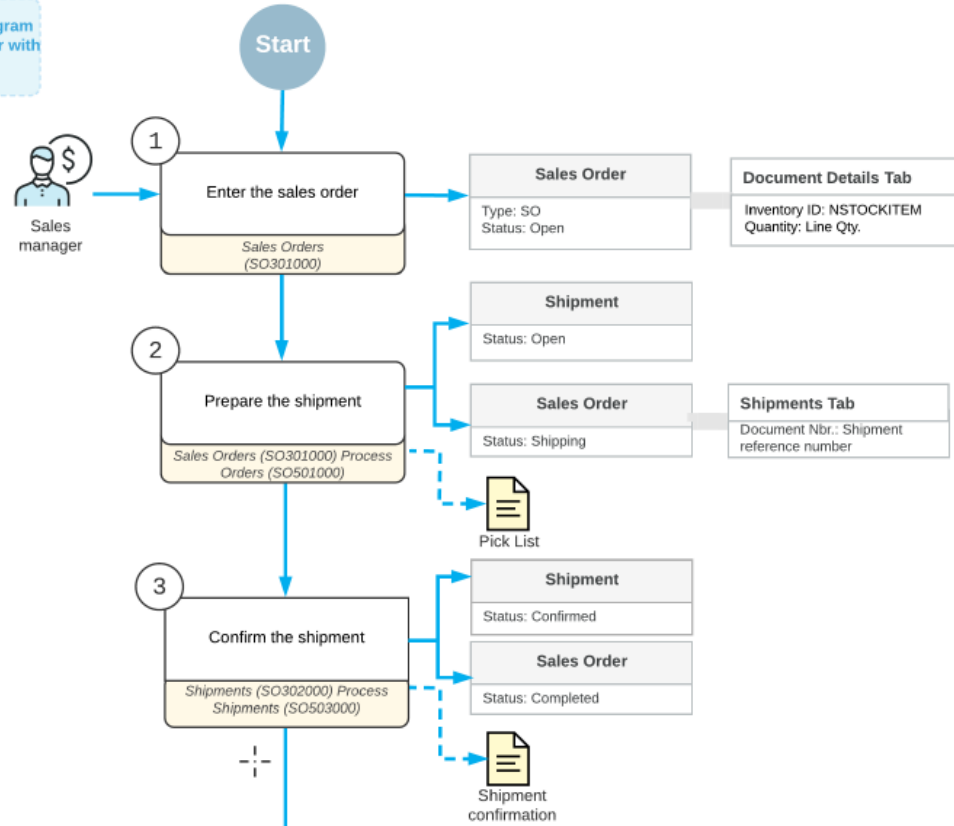 gram
r with
Start
1
Enter the sales order
Sales Orders
(SO301000)
Sales
manager
Sales Order
Type: SO
Status: Open
Document Details Tab
Inventory ID: NSTOCKITEM
Quantity: Line Qty.
2
Prepare the shipment
Sales Orders (SO301000) Process
Orders (SO501000)
Shipment
Status: Open
Sales Order
Status: Shipping
Shipments Tab
Document Nbr.: Shipment
reference number
Pick List
3
Confirm the shipment
Shipments (SO302000) Process
Shipments (SO503000)
Shipment
Status: Confirmed
Sales Order
Status: Completed
Shipment
confirmation